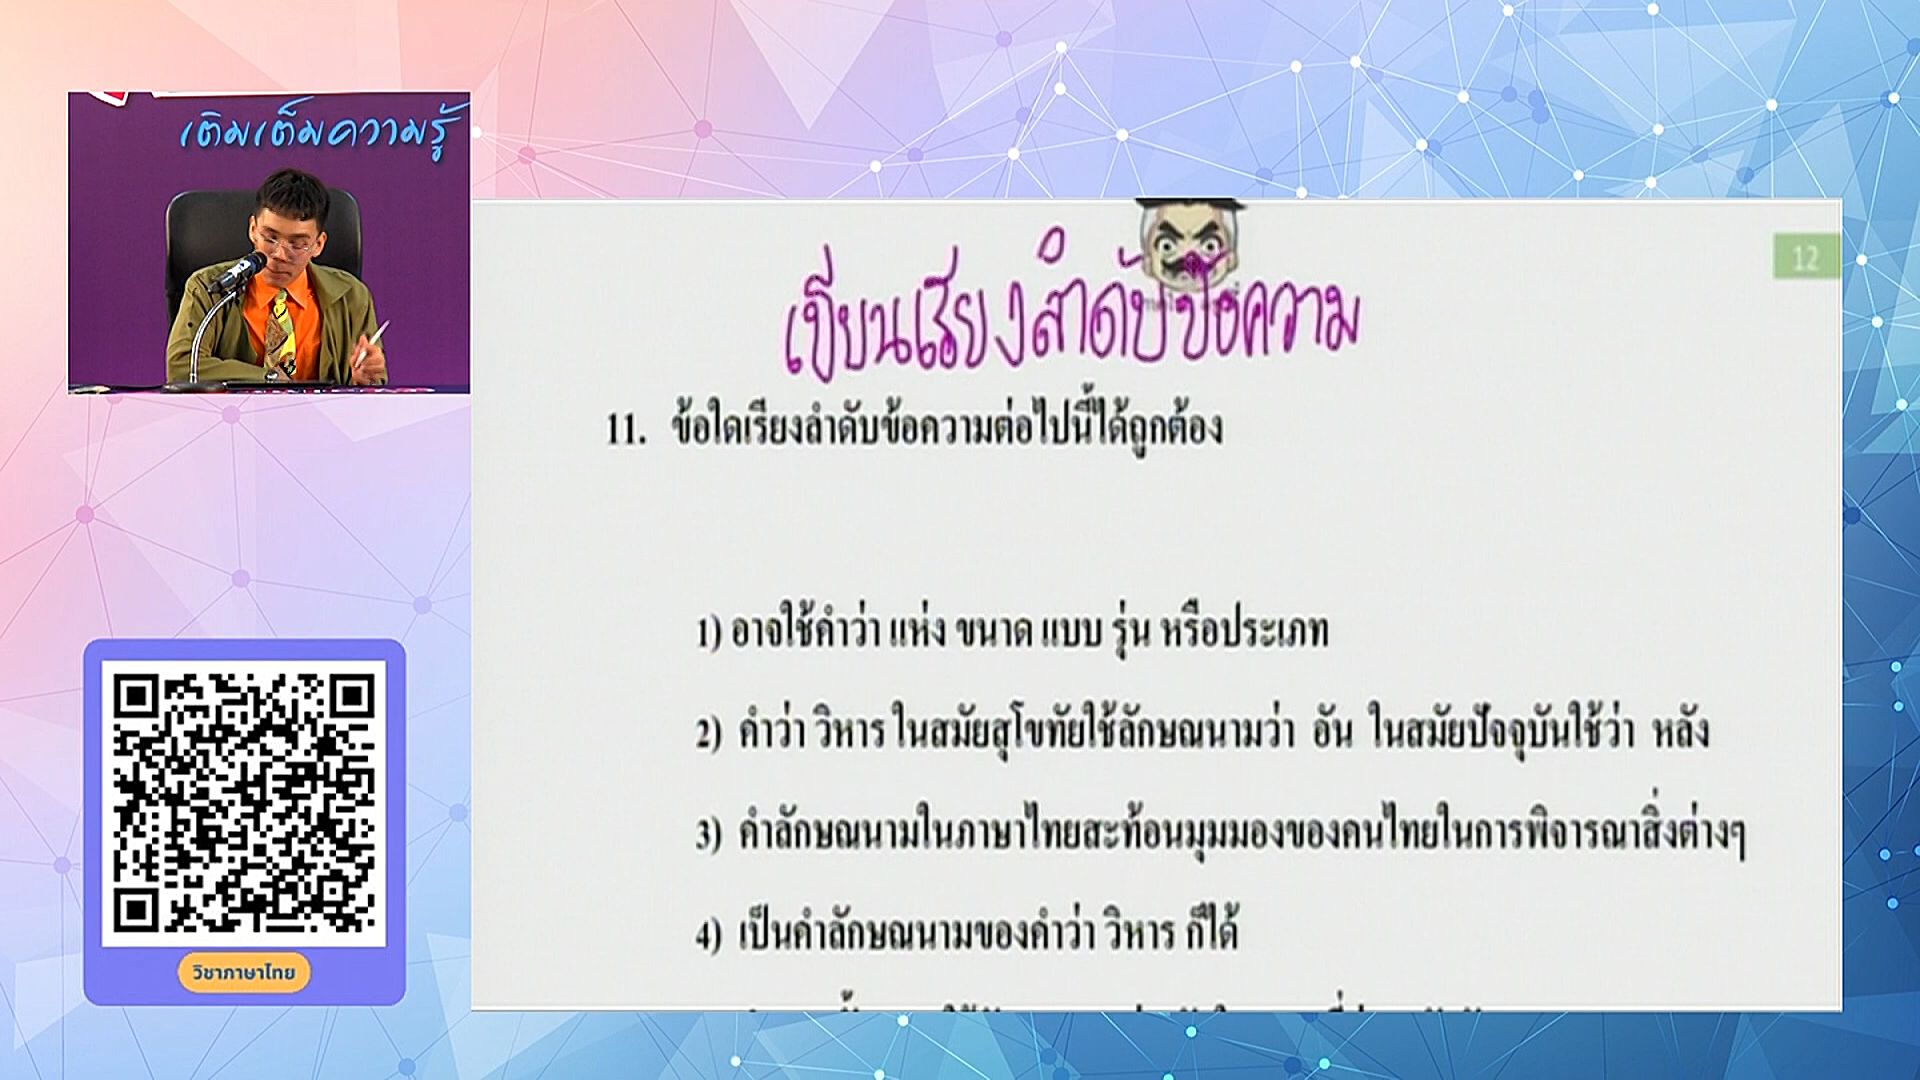 เติมเต็มความรู้
เขียนเรียงลำดับข้อความ
12
11. ข้อใดเรียงลำดับข้อความต่อไปนี้ได้ถูกต้อง
1) อาจใช้คำว่า แห่ง ขนาด แบบ รุ่น หรือประเภท
2) คำว่า วิหาร ในสมัยสุโขทัยใช้ลักษณนามว่า อัน ในสมัยปัจจุบันใช้ว่า หลัง
3) คำลักษณนามในภาษาไทยสะท้อนมุมมองของคนไทยในการพิจารณาสิ่งต่างๆ
4) เป็นคำลักษณนามของคำว่า วิหาร ก็ได้
วิชาภาษาไทย